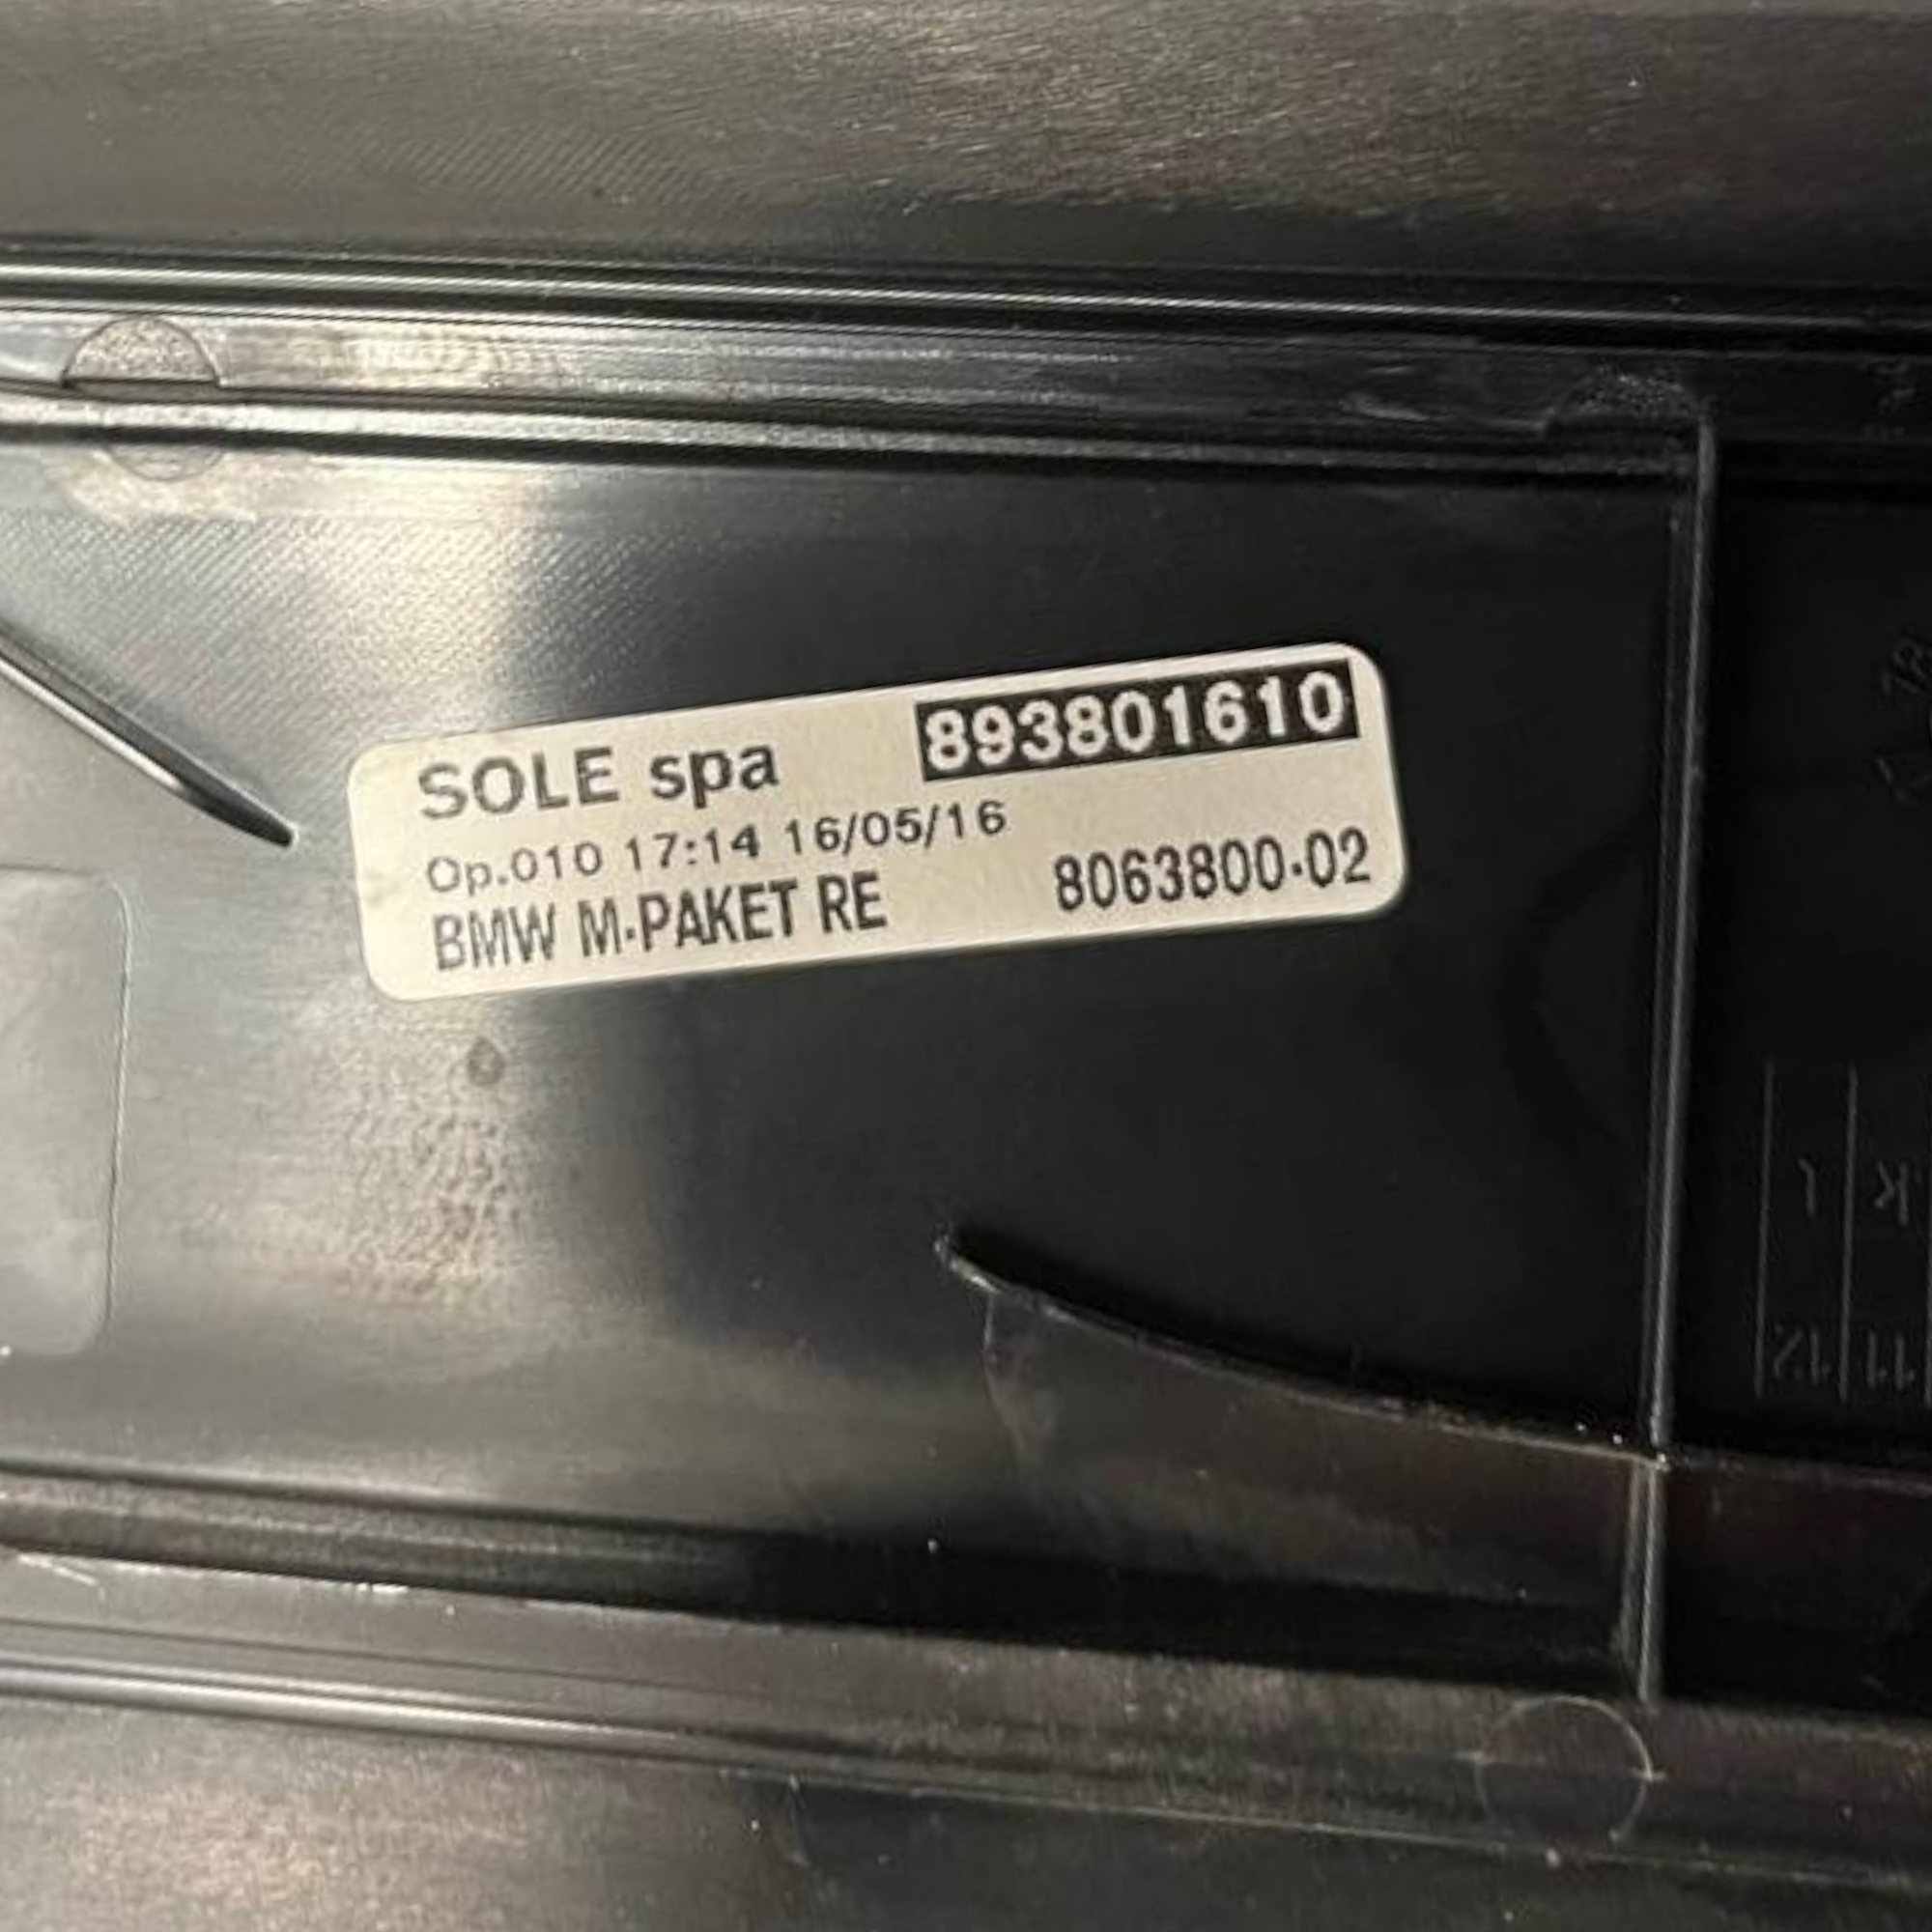 SOLE spa 893801610
Op.010 17:14 16/05/16
BMW M-PAKET RE 8063800-02